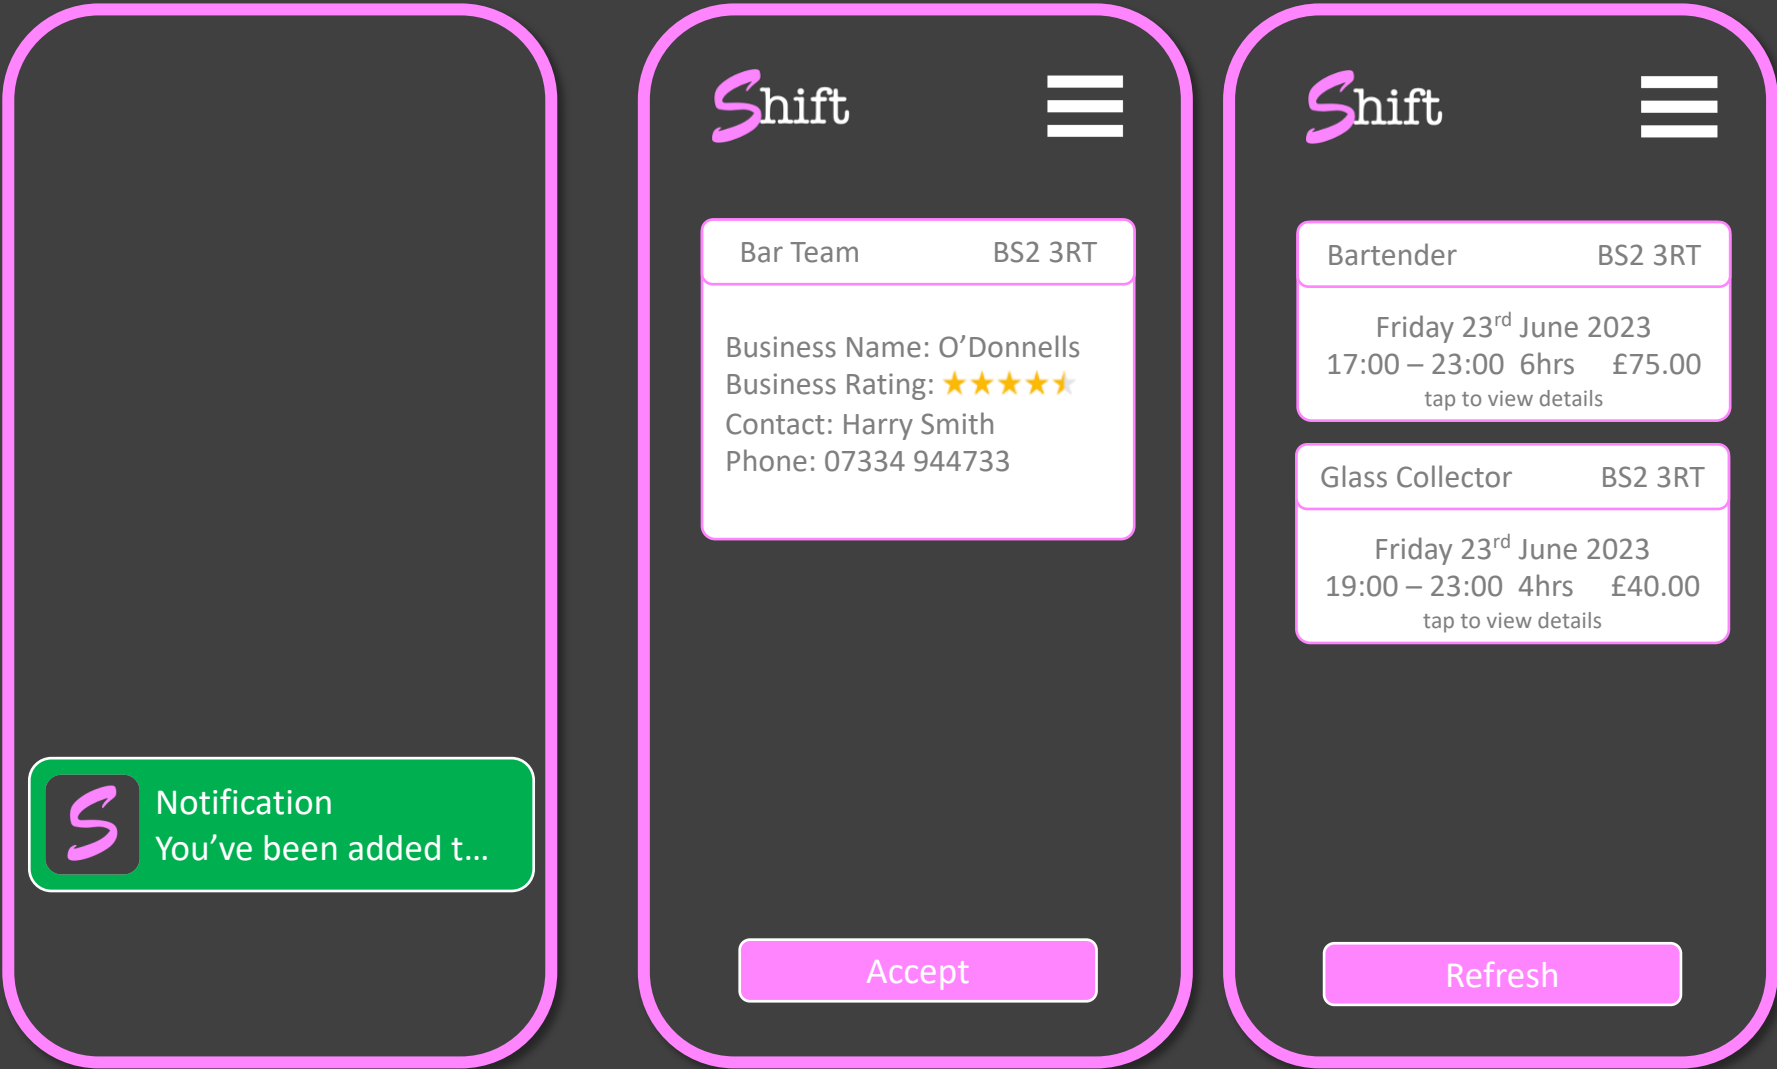 Notification
You've been added t...
Shift
Bar Team BS2 3RT
Business Name: O'Donnells
Business Rating:
Contact: Harry Smith
Phone: 07334 944733
Accept
Shift
Bartender BS2 3RT
Friday 23rd June 2023
17:00 – 23:00 6hrs £75.00
tap to view details
Glass Collector BS2 3RT
Friday 23rd June 2023
19:00 – 23:00 4hrs £40.00
tap to view details
Refresh